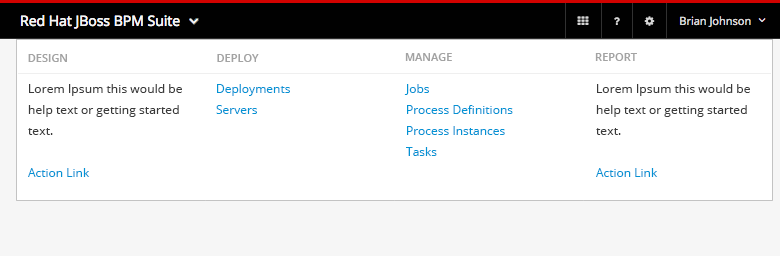 Red Hat JBoss BPM Suite
?
Brian Johnson
DESIGN
Lorem Ipsum this would be
help text or getting started
text.
Action Link
DEPLOY
Deployments
Servers
MANAGE
Jobs
Process Definitions
Process Instances
Tasks
REPORT
Lorem Ipsum this would be
help text or getting started
text.
Action Link